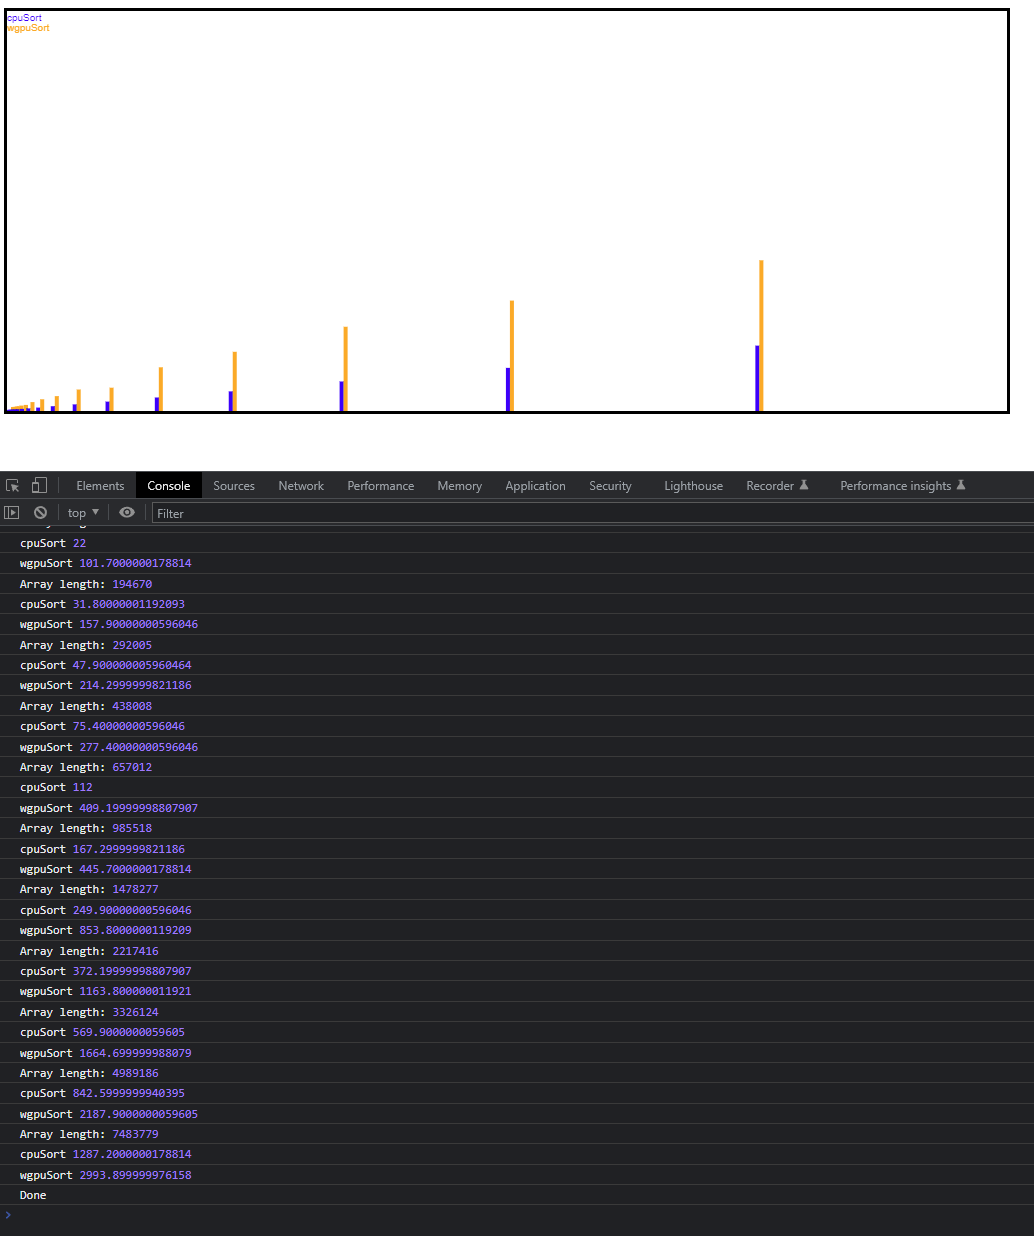 cpuSort
wgpuSort
Elements Console Sources Network Performance Memory Application Security Lighthouse Recorder Performance insights
top ▼ Filter
cpuSort 22
wgpuSort 101.7000000178814
Array length: 194670
cpuSort 31.80000001192093
wgpuSort 157.90000000596046
Array length: 292005
cpuSort 47.900000005960464
wgpuSort 214.2999999821186
Array length: 438008
cpuSort 75.40000000596046
wgpuSort 277.40000000596046
Array length: 657012
cpuSort 112
wgpuSort 409.19999998807907
Array length: 985518
cpuSort 167.2999999821186
wgpuSort 445.7000000178814
Array length: 1478277
cpuSort 249.90000000596046
wgpuSort 853.8000000119209
Array length: 2217416
cpuSort 372.19999998807907
wgpuSort 1163.800000011921
Array length: 3326124
cpuSort 569.9000000059605
wgpuSort 1664.699999988079
Array length: 4989186
cpuSort 842.5999999940395
wgpuSort 2187.9000000059605
Array length: 7483779
cpuSort 1287.2000000178814
wgpuSort 2993.899999976158
Done